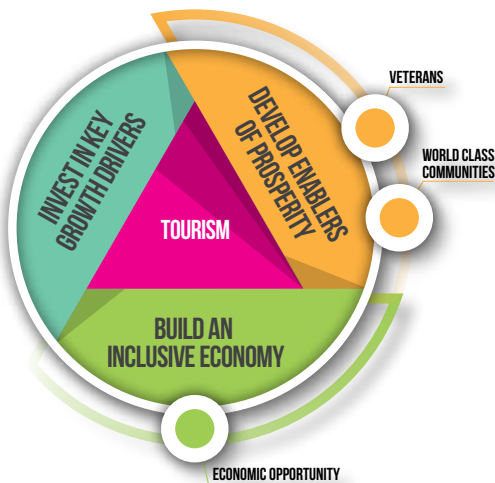 INVEST IN KEY
GROWTH DRIVERS
DEVELOP ENABLERS
OF PROSPERITY
VETERANS
WORLD CLASS
COMMUNITIES
TOURISM
BUILD AN
INCLUSIVE ECONOMY
ECONOMIC OPPORTUNITY